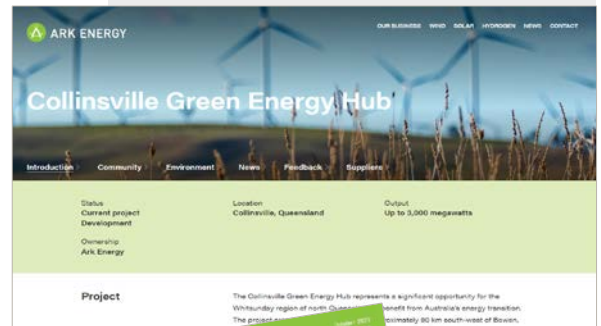 ARK ENERGY
OUR BUSINESS WIND SOLAR HYDROGEN NEWS CONTACT
Collinsville Green Energy Hub
Introduction Community Environment News Feedback Suppliers
Status
Current project
Development
Location
Collinsville, Queensland
Output
Up to 3,000 megawatts
Ownership
Ark Energy
Project
The Collinsville Green Energy Hub represents a significant opportunity for the
Whitsunday region of north benefit from Australia's energy transition.
The project 80 km south-west of Bowen,